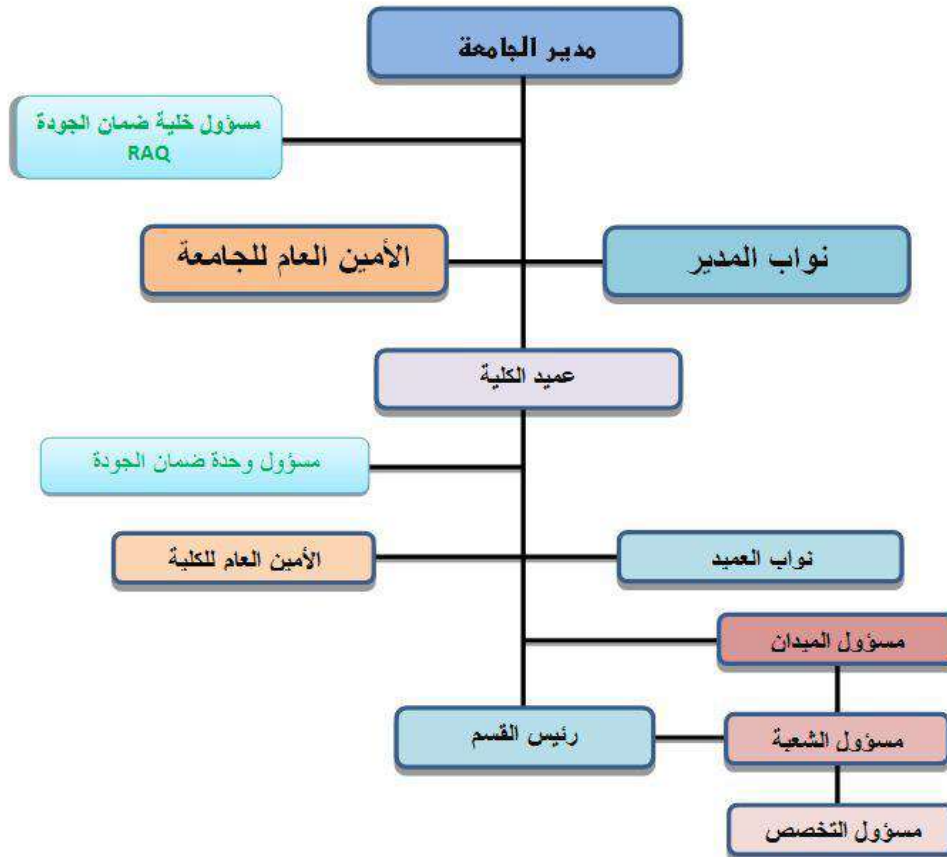 مدير الجامعة
مسؤول خلية ضمان الجودة
RAQ
نواب المدير
الأمين العام للجامعة
عميد الكلية
مسؤول وحدة ضمان الجودة
نواب العميد
الأمين العام للكلية
مسؤول الميدان
مسؤول الشعبة
رئيس القسم
مسؤول التخصص